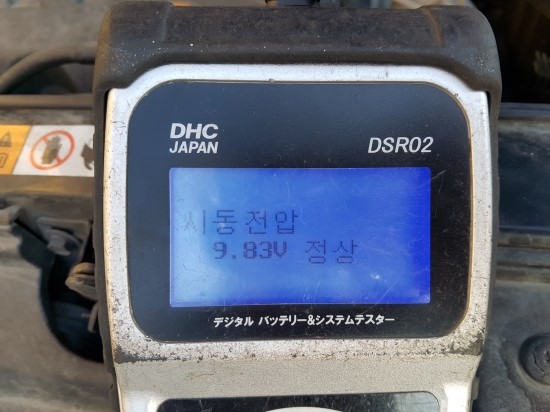 DHC
JAPAN
DSR02
시동전압
9.83V 정상
デジタル バッテリー&システムテスター